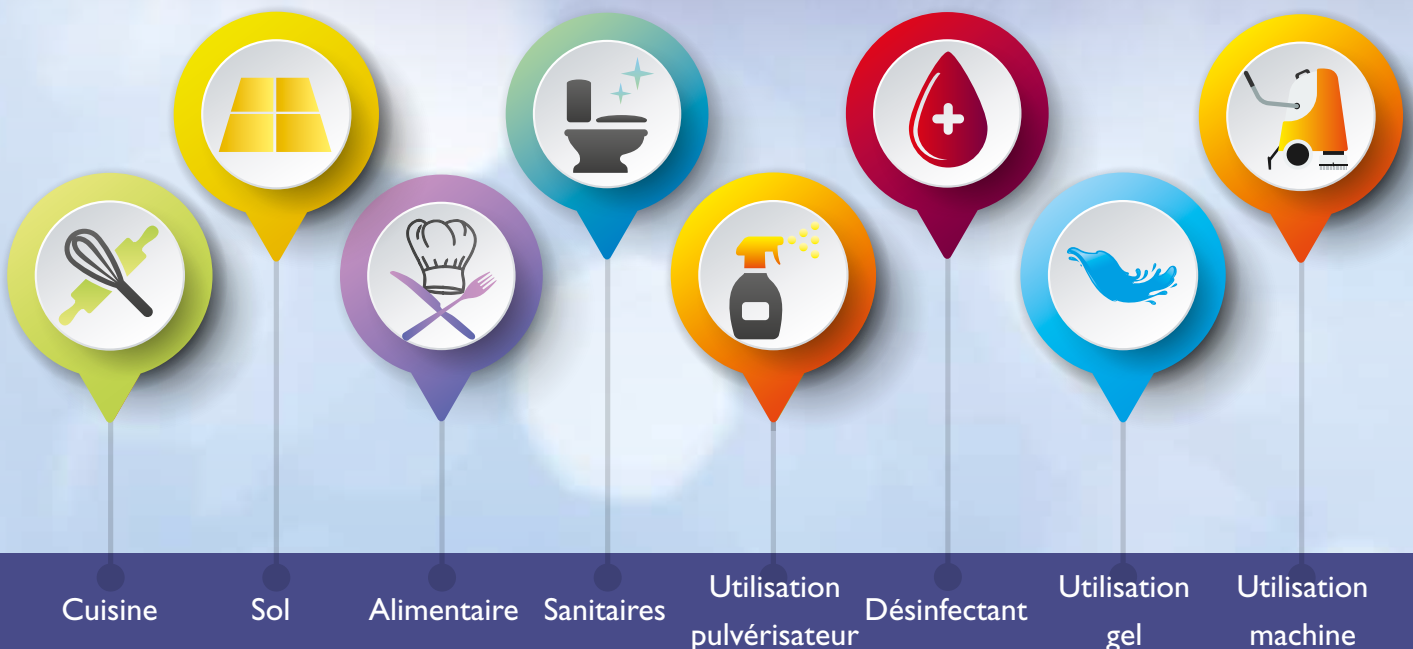 Cuisine
Sol
Alimentaire
Sanitaires
Utilisation
pulvérisateur
Désinfectant
Utilisation
gel
Utilisation
machine